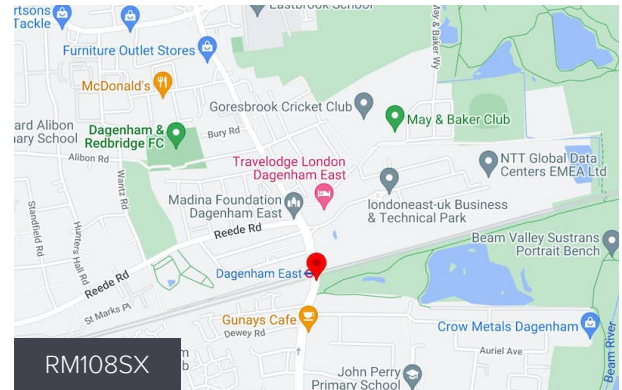 rtsons
Tackle
Eastbrook School
May & Baker Wy
Furniture Outlet Stores
McDonald's
Goresbrook Cricket Club
May & Baker Club
ard Alibon
nary School
Dagenham &
Redbridge FC
Bury Rd
Alibon Rd
Travelodge London
Dagenham East
NTT Global Data
Centers EMEA Ltd
Wantz Rd
Standfield Rd
Hunters Hall Rd
Madina Foundation
Dagenham East
londoneast-uk Business
& Technical Park
Reede Rd
Beam Valley Sustrans
Portrait Bench
Reede Rd
Dagenham East
St Marks Pl
Gunays Cafe
Dewey Rd
Crow Metals Dagenham
Auriel Ave
Beam River
RM108SX
John Perry
Primary School